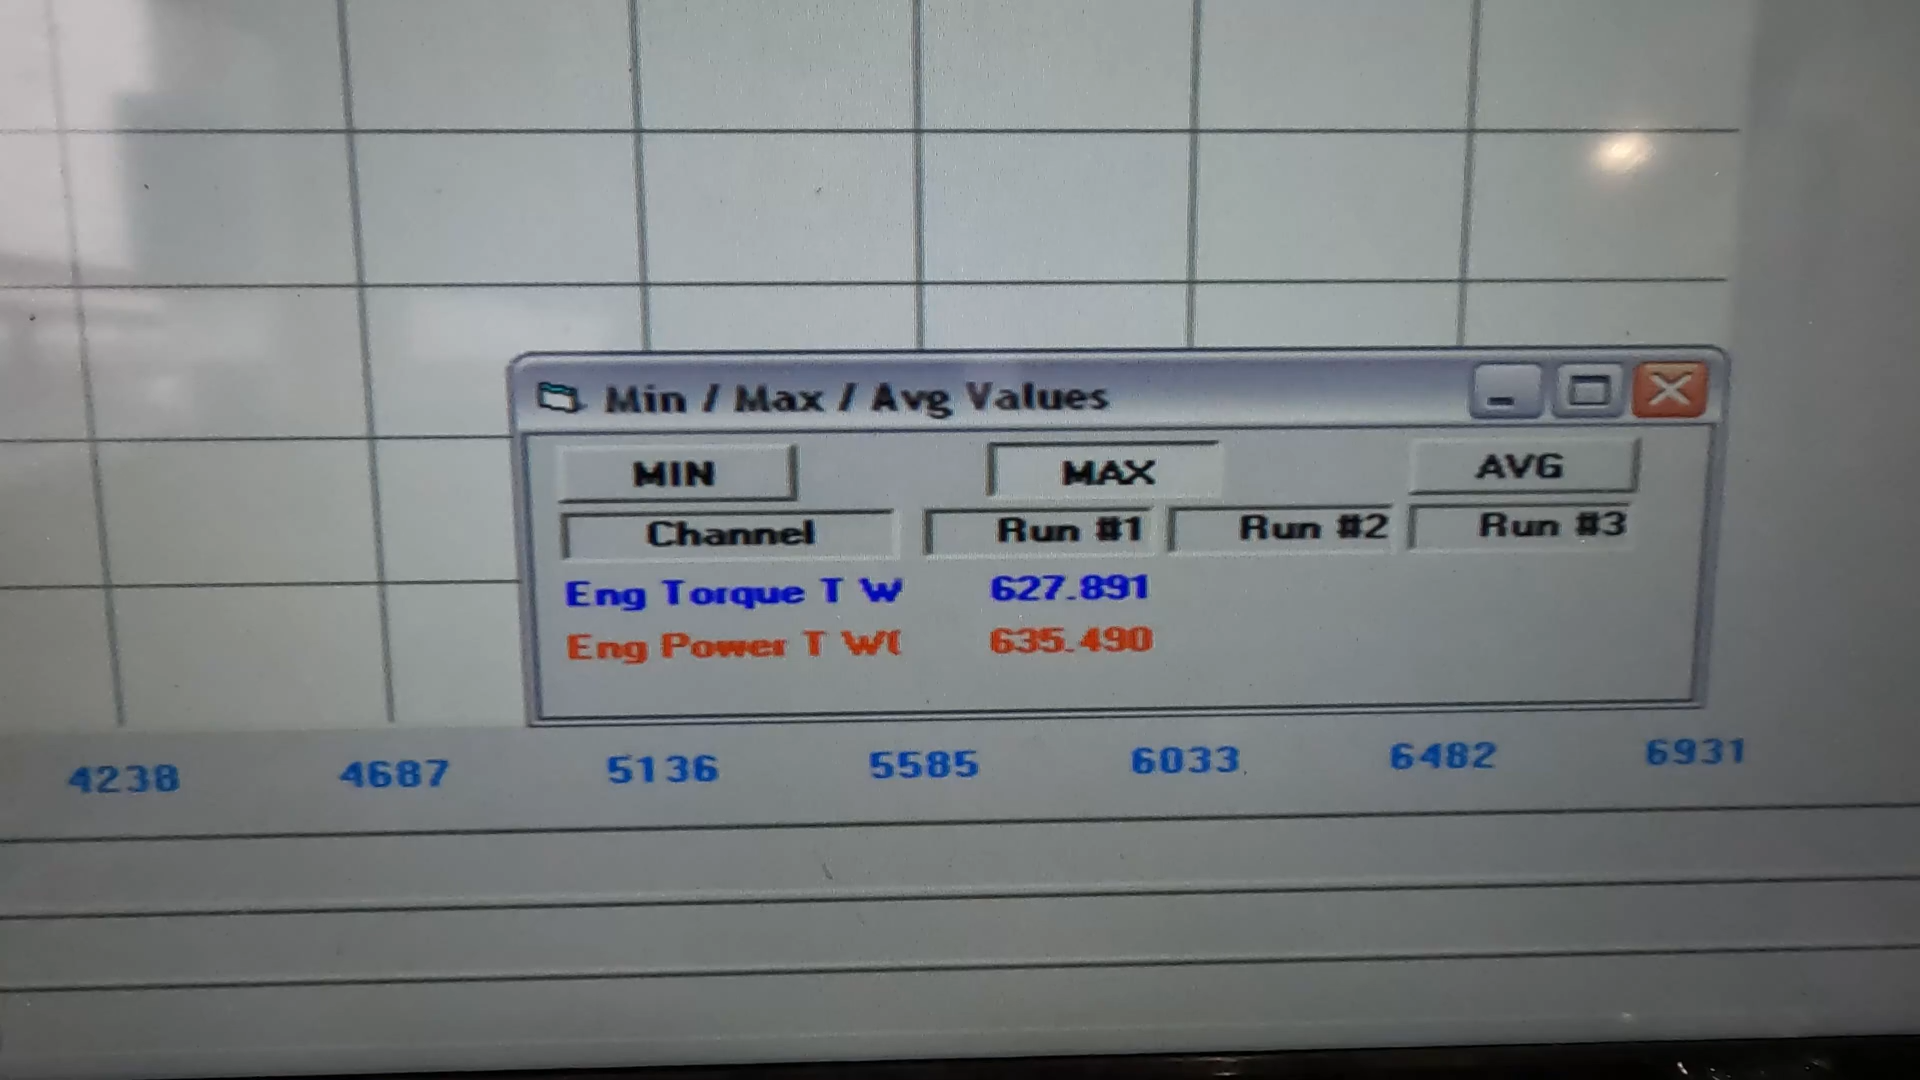 Min / Max / Avg Values
MIN MAX AVG
Channel Run #1 Run #2 Run #3
Eng Torque T W 627.891
Eng Power T W( 635.490
4238 4687 5136 5585 6033 6482 6931